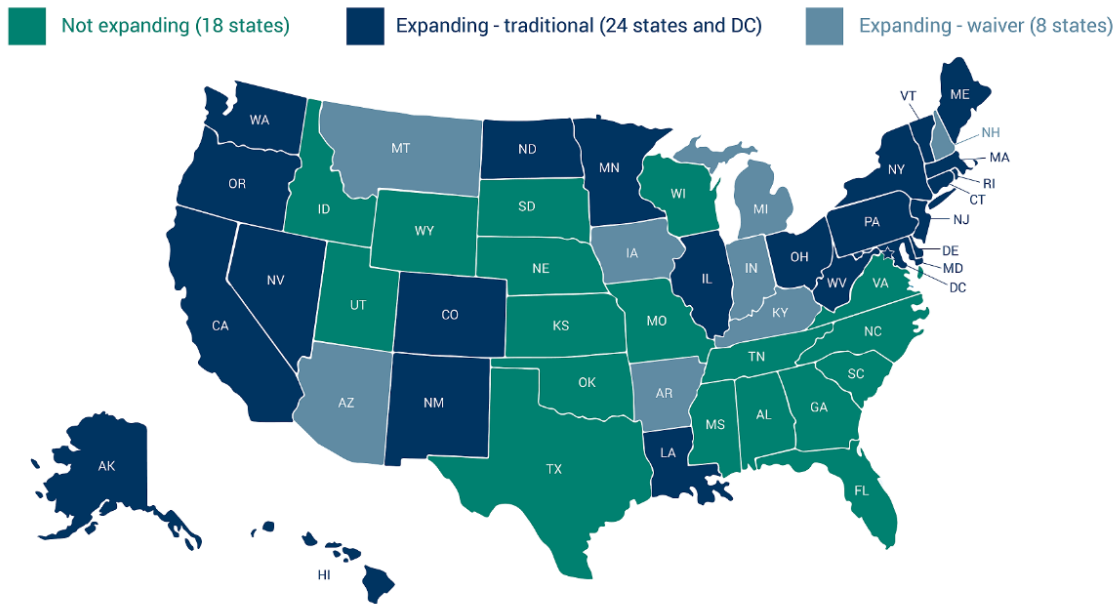 Not expanding (18 states)
Expanding - traditional (24 states and DC)
Expanding - waiver (8 states)
ME
VT
WA
NH
MT
ND
MN
MA
NY
OR
RI
ID
SD
WI
CT
MI
NJ
PA
WY
DE
IA
OH
NE
MD
NV
IL
IN
WV
VA
DC
UT
CO
KY
CA
KS
MO
NC
TN
SC
OK
AR
AZ
NM
GA
AL
MS
LA
AK
TX
FL
HI